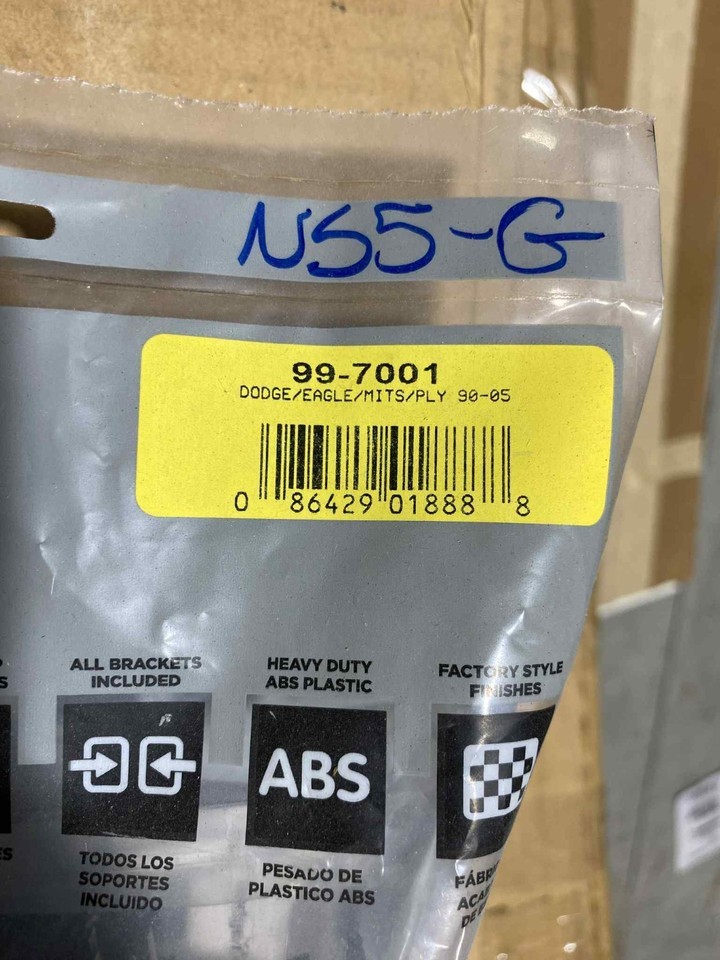 NS5-G
99-7001
DODGE/EAGLE/MITS/PLY 90-05
0 86429 01888 8
ALL BRACKETS
INCLUDED
TODOS LOS
SOPORTES
INCLUIDO
HEAVY DUTY
ABS PLASTIC
ABS
PESADO DE
PLASTICO ABS
FACTORY STYLE
FINISHES